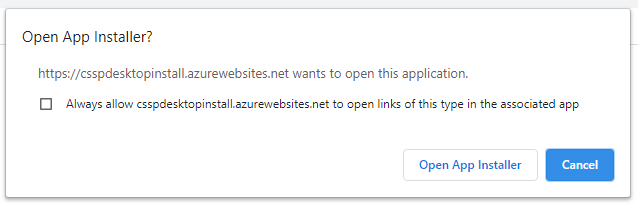 Open App Installer?
https://csspdesktopinstall.azurewebsites.net wants to open this application.
Always allow csspdesktopinstall.azurewebsites.net to open links of this type in the associated app
Open App Installer
Cancel